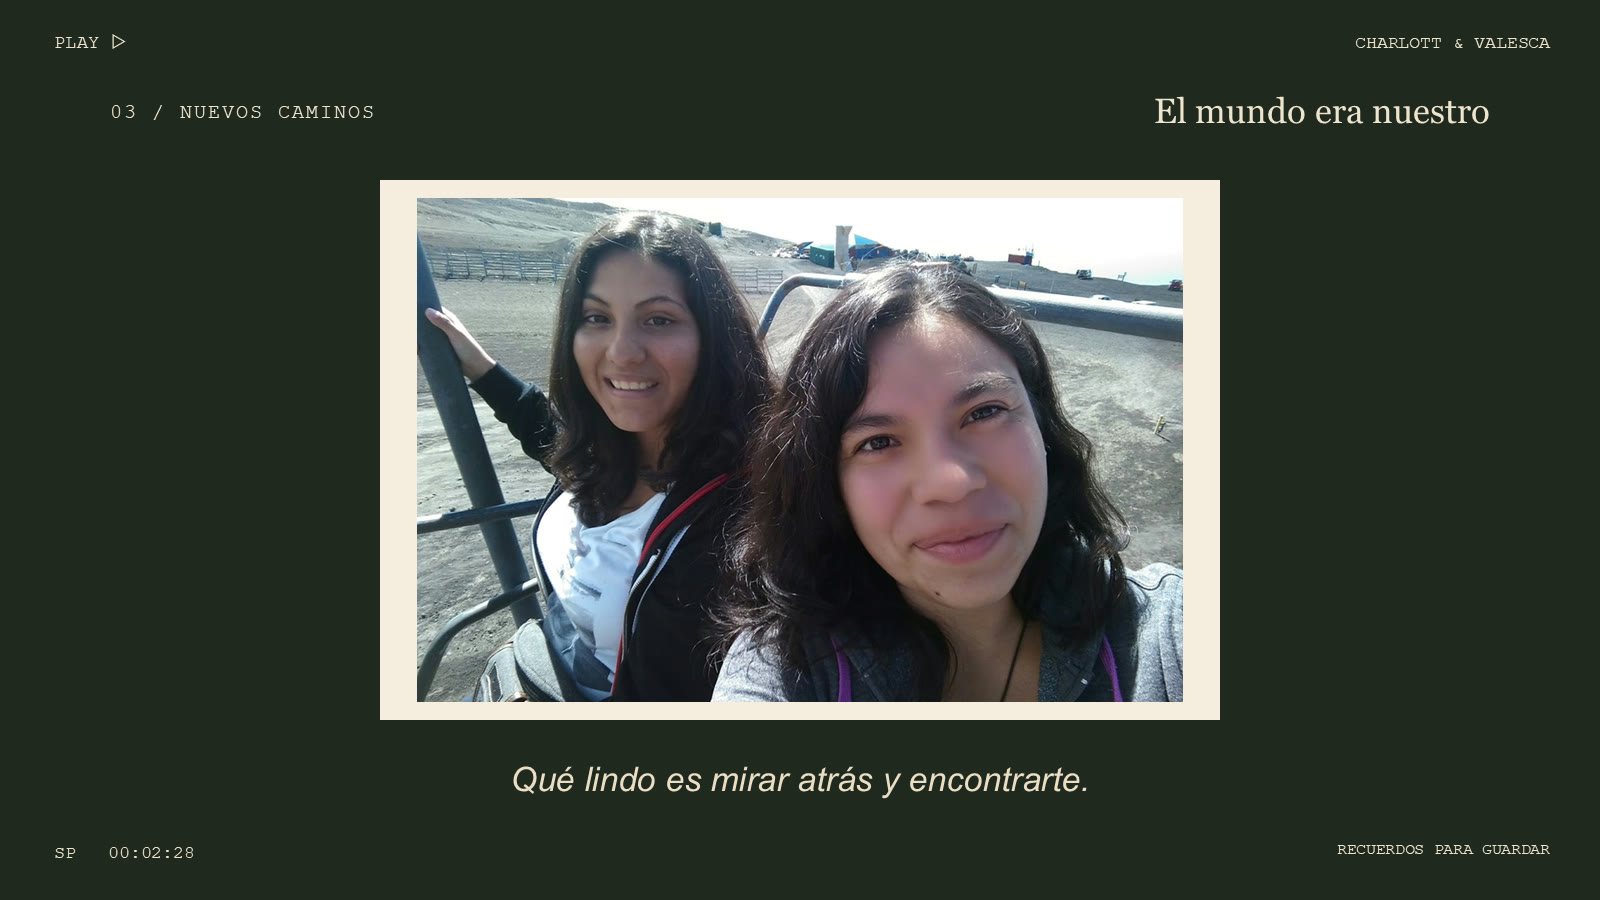 PLAY ▷
CHARLOTT & VALESCA
03 / NUEVOS CAMINOS
El mundo era nuestro
Qué lindo es mirar atrás y encontrarte.
SP 00:02:28
RECUERDOS PARA GUARDAR